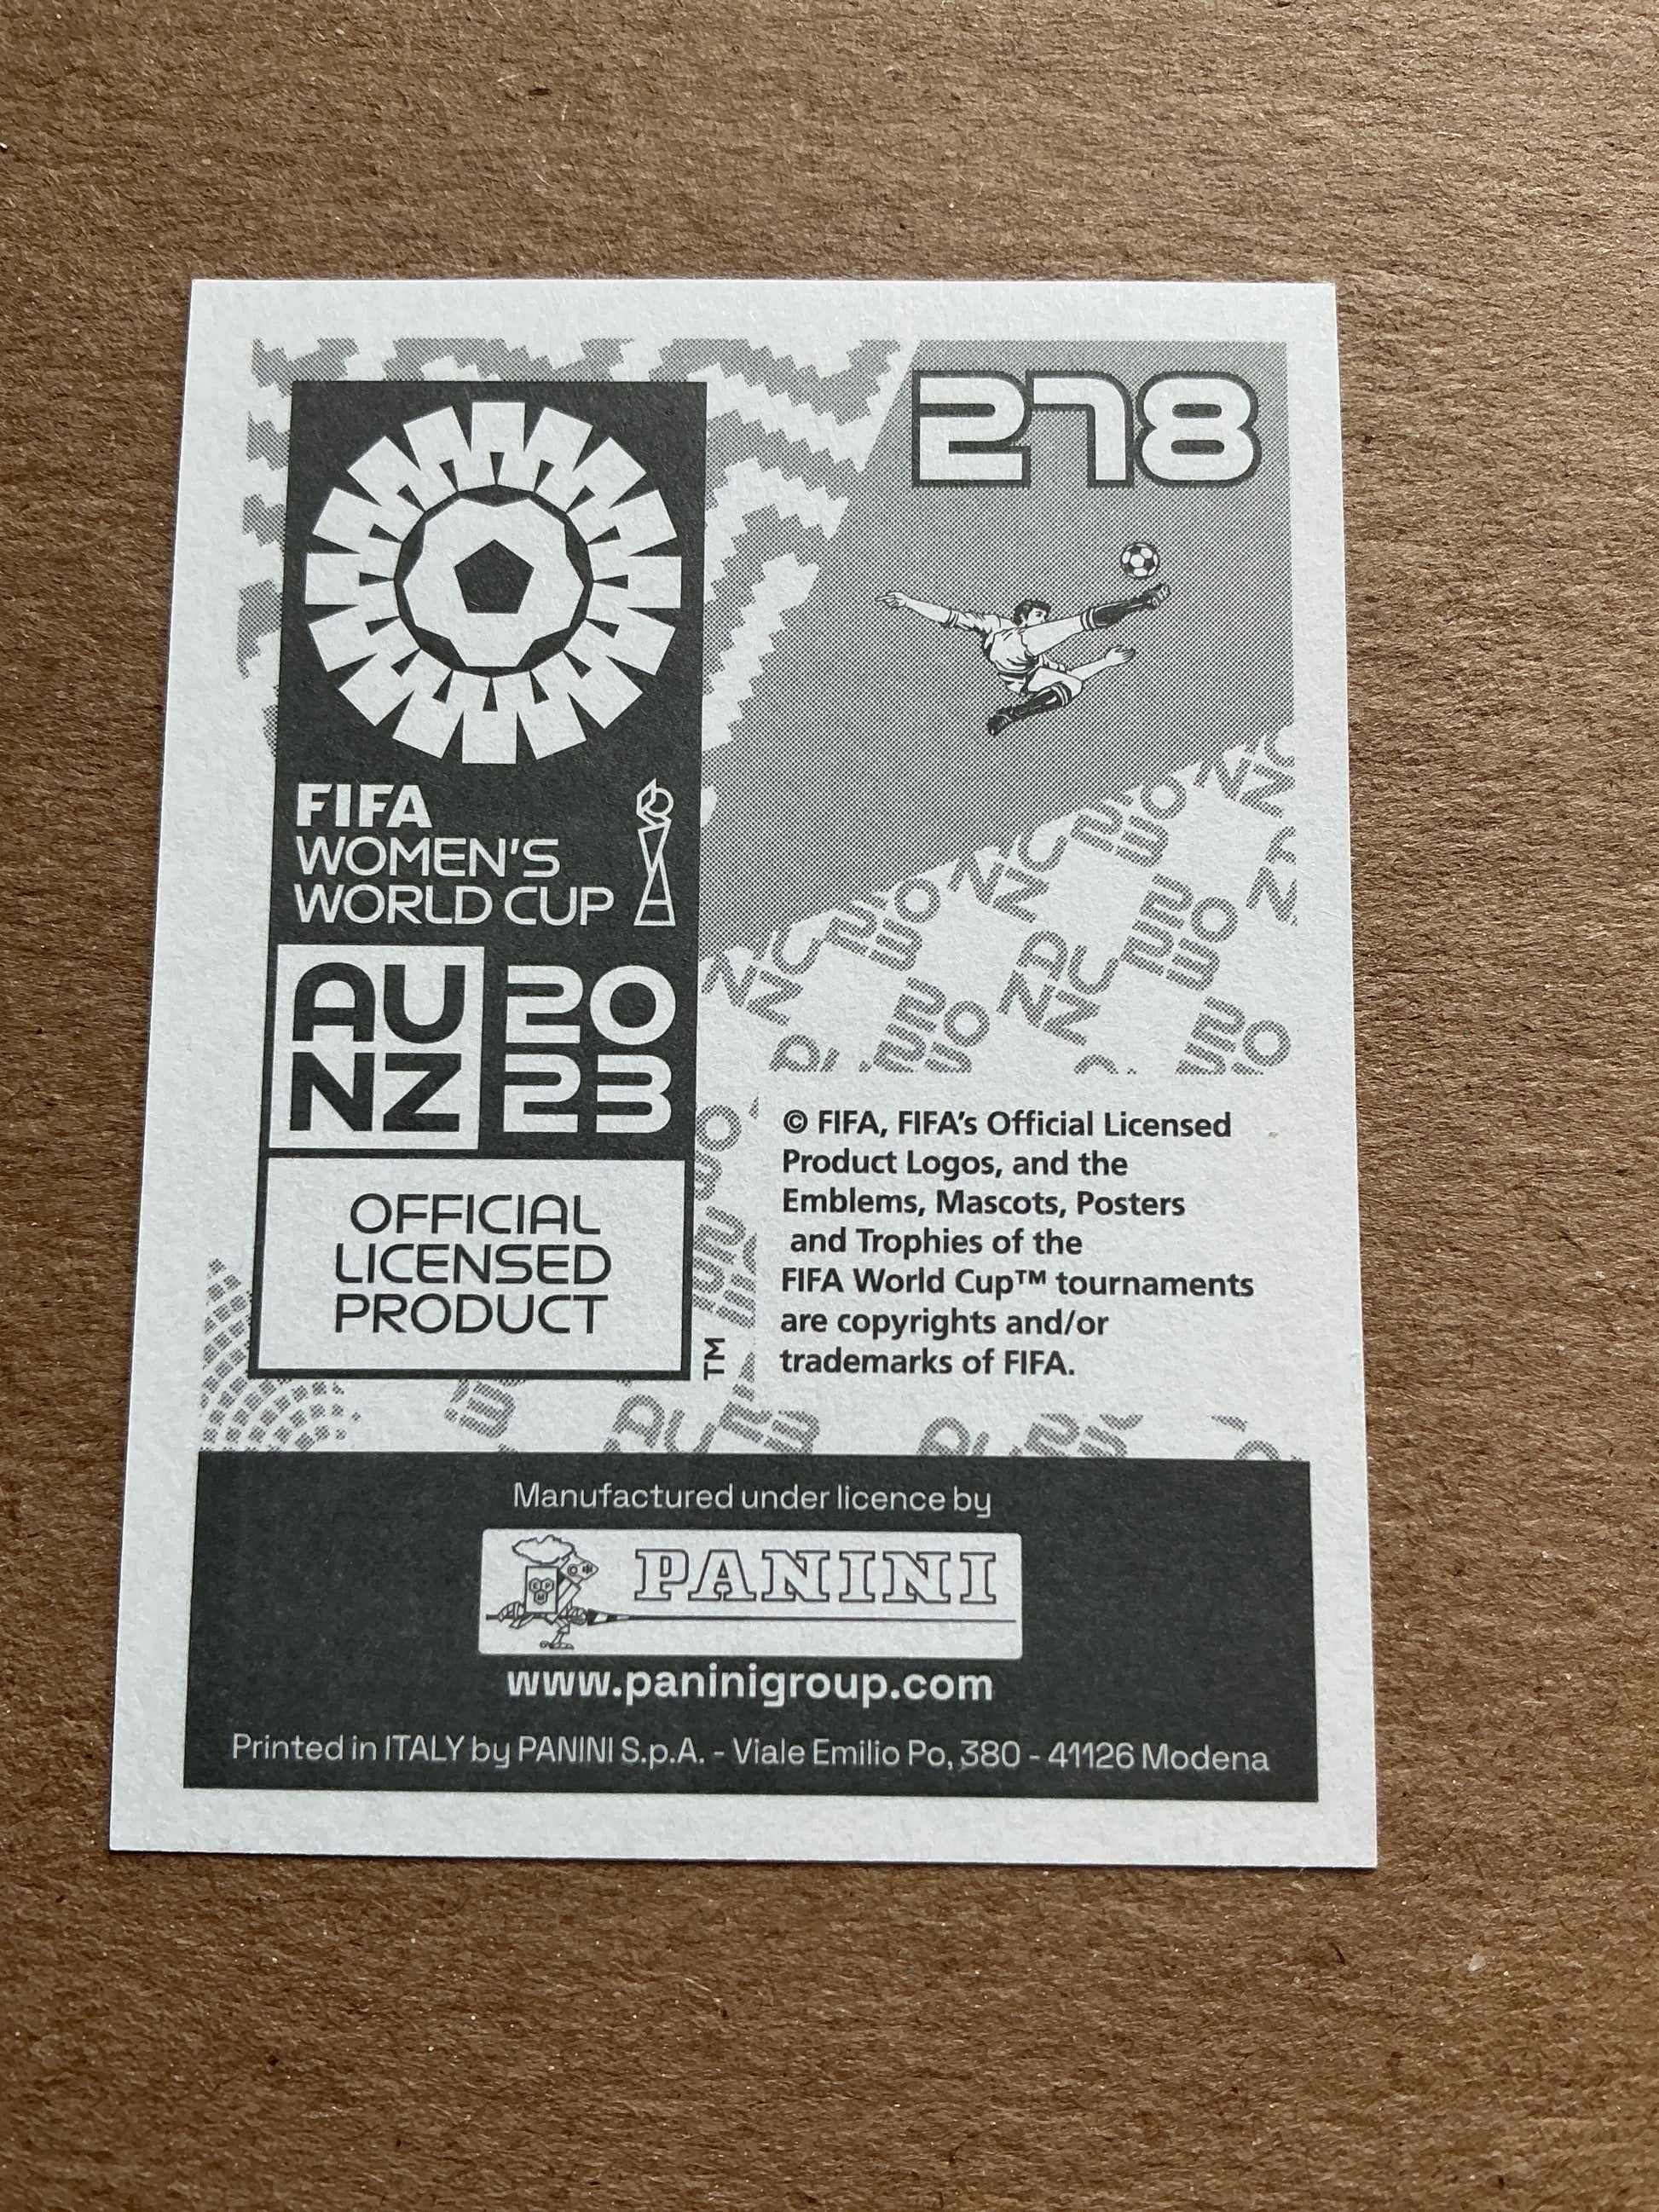 278
FIFA
WOMEN'S
WORLD CUP
AU 20
NZ 23
OFFICIAL
LICENSED
PRODUCT
TM
© FIFA, FIFA's Official Licensed
Product Logos, and the
Emblems, Mascots, Posters
and Trophies of the
FIFA World Cup™ tournaments
are copyrights and/or
trademarks of FIFA.
Manufactured under licence by
PANINI
www.paninigroup.com
Printed in ITALY by PANINI S.p.A. - Viale Emilio Po, 380 - 41126 Modena